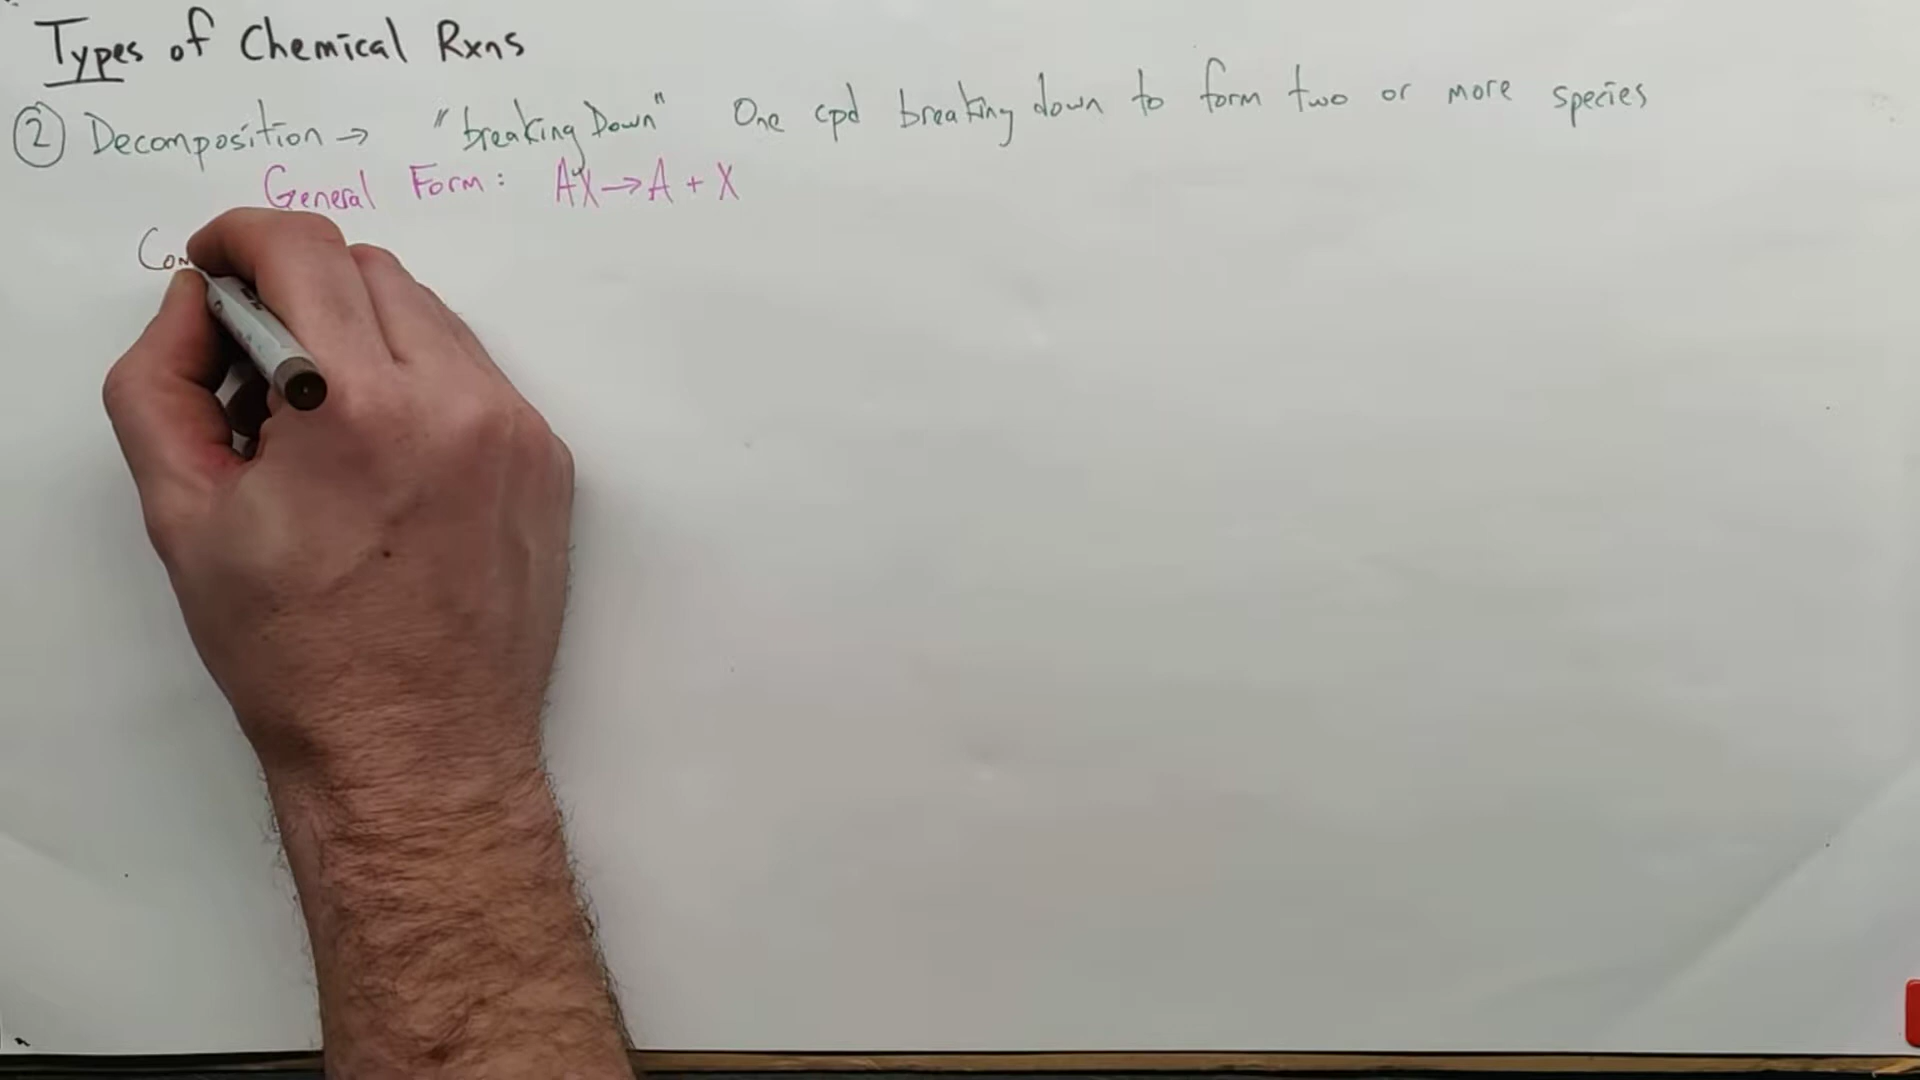 Types of Chemical Rxns
② Decomposition → "breaking Down" One cpd breaking down to form two or more species
General Form: AX → A + X
Con